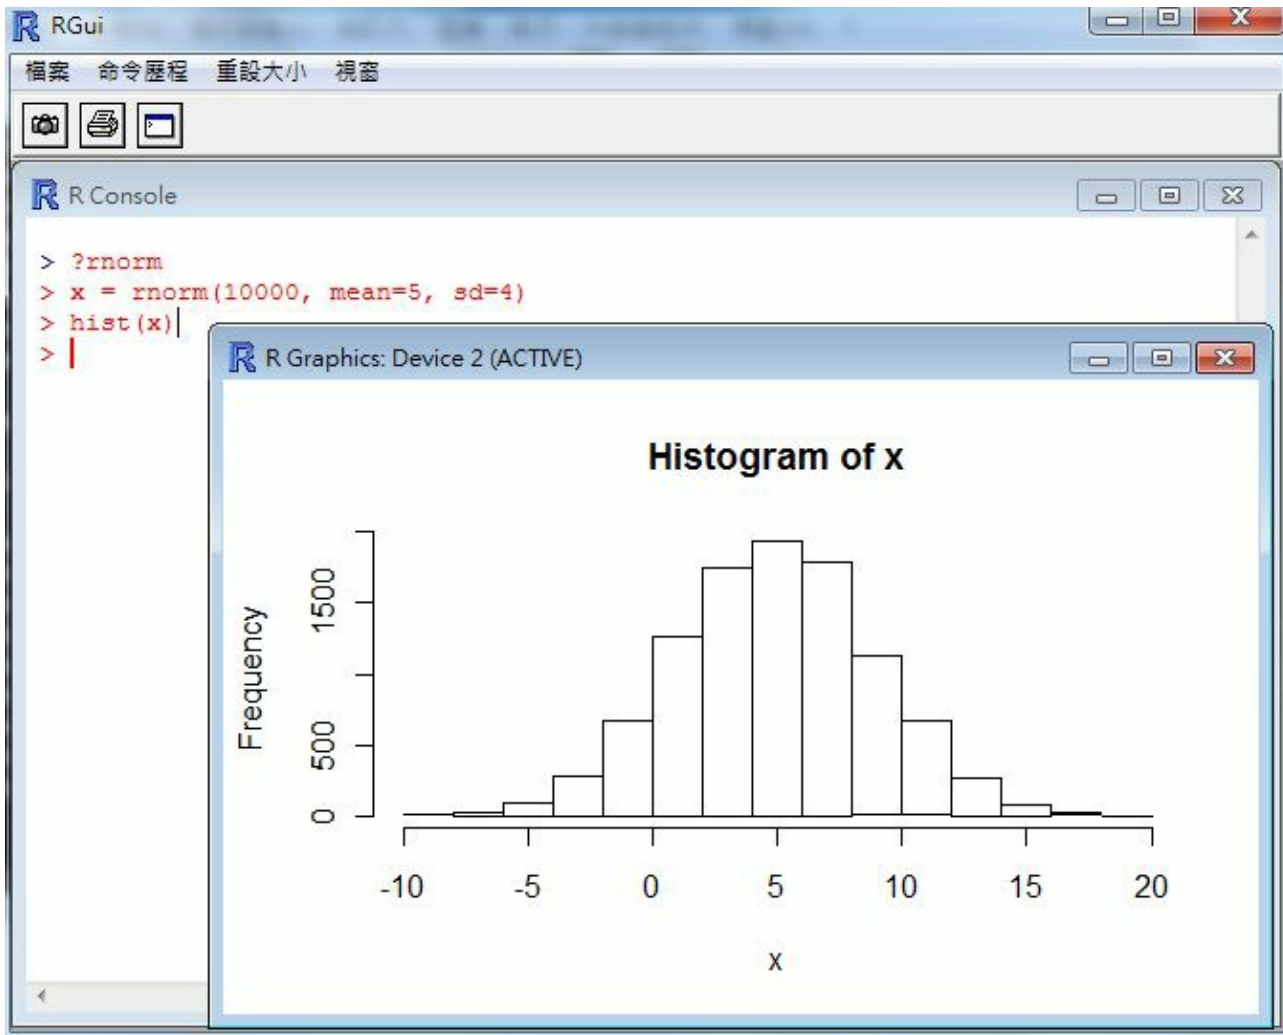 RGui
檔案 命令歷程 重設大小 視窗
R Console
> ?rnorm
> x = rnorm(10000, mean=5, sd=4)
> hist(x)
>
R Graphics: Device 2 (ACTIVE)
Histogram of x
Frequency
0 500 1500
-10 -5 0 5 10 15 20
x